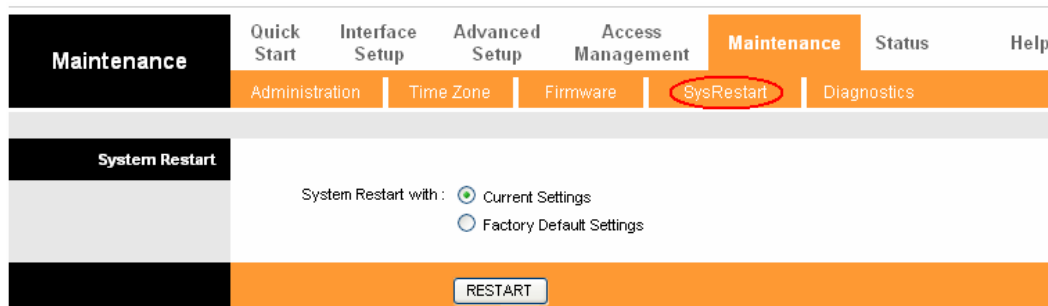 Maintenance
Quick Start
Interface Setup
Advanced Setup
Access Management
Maintenance
Status
Help
Administration
Time Zone
Firmware
SysRestart
Diagnostics
System Restart
System Restart with :
Current Settings
Factory Default Settings
RESTART